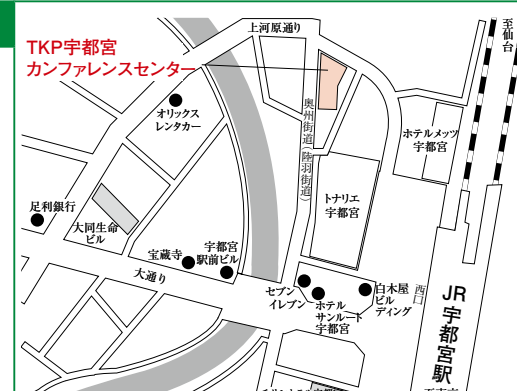 上河原通り
至仙台
TKP宇都宮
カンファレンスセンター
オリックス
レンタカー
奥州街道(陸羽街道)
ホテルメッツ
宇都宮
トナリエ
宇都宮
足利銀行
大同生命
ビル
宝蔵寺
宇都宮
駅前ビル
大通り
セブン
イレブン
ホテル
サンルート
宇都宮
白木屋
ビル
ディング
西口
JR宇都宮駅